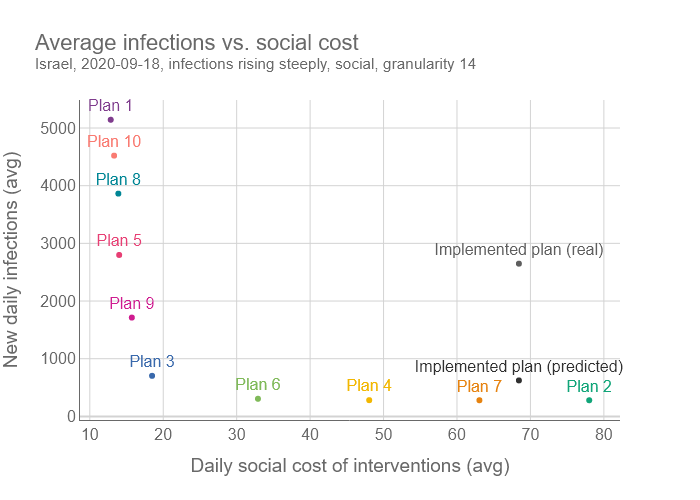 Average infections vs. social cost
Israel, 2020-09-18, infections rising steeply, social, granularity 14
New daily infections (avg)
5000
4000
3000
2000
1000
0
Plan 1
Plan 10
Plan 8
Plan 5
Implemented plan (real)
Plan 9
Plan 3
Implemented plan (predicted)
Plan 6
Plan 4
Plan 7
Plan 2
10 20 30 40 50 60 70 80
Daily social cost of interventions (avg)